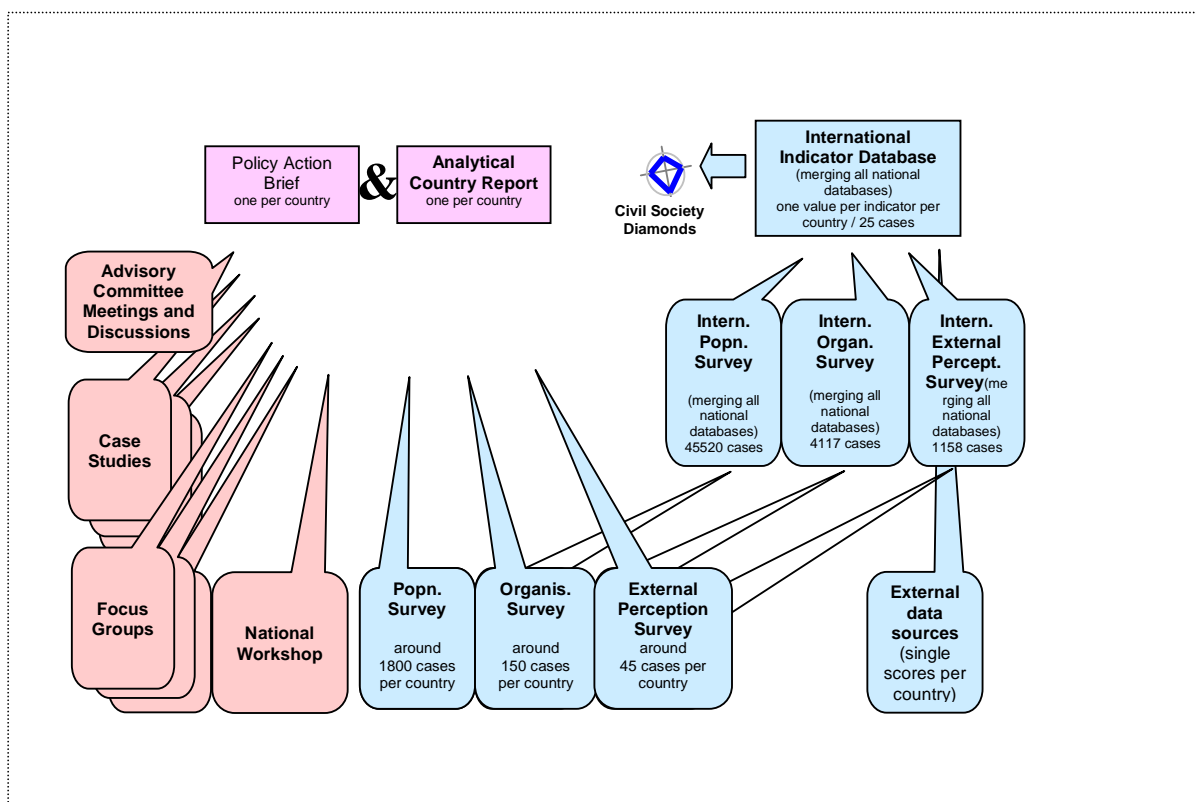 Policy Action
Brief
one per country
&
Analytical
Country Report
one per country
Civil Society
Diamonds
International
Indicator Database
(merging all national
databases)
one value per indicator per
country / 25 cases
Advisory
Committee
Meetings and
Discussions
Case
Studies
Focus
Groups
National
Workshop
Popn.
Survey
around
1800 cases
per country
Organis.
Survey
around
150 cases
per country
External
Perception
Survey
around
45 cases per
country
Intern.
Popn.
Survey
(merging all
national
databases)
45520 cases
Intern.
Organ.
Survey
(merging all
national
databases)
4117 cases
Intern.
External
Percept.
Survey(me
rging all
national
databases)
1158 cases
External
data
sources
(single
scores per
country)